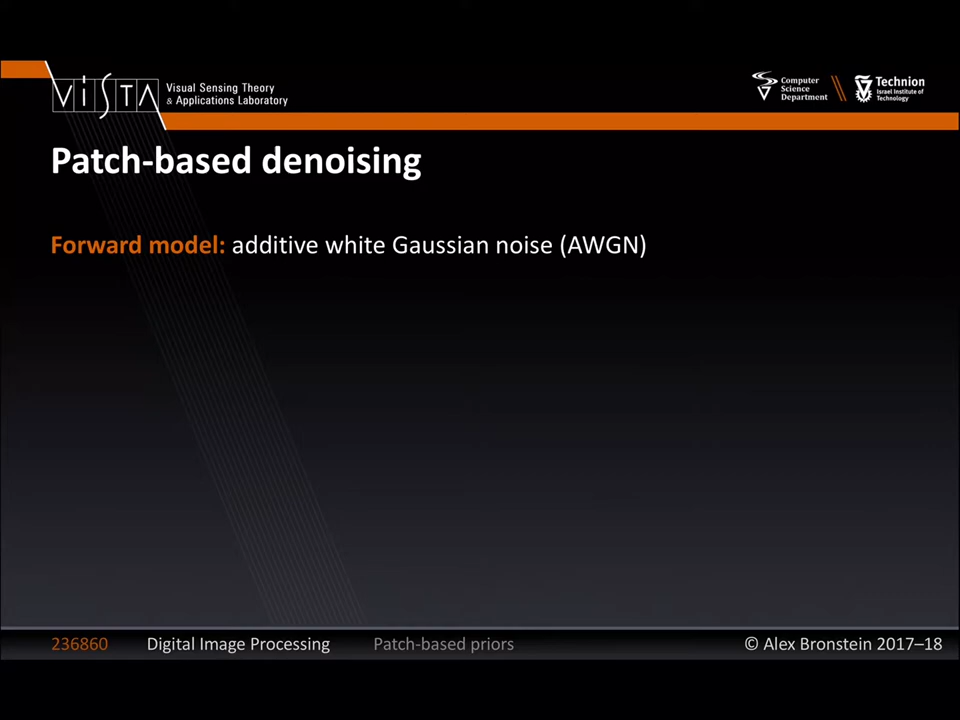 ViSTA
Visual Sensing Theory
& Applications Laboratory
Computer
Science
Department
Technion
Israel Institute of
Technology
Patch-based denoising
Forward model: additive white Gaussian noise (AWGN)
236860 Digital Image Processing Patch-based priors © Alex Bronstein 2017–18